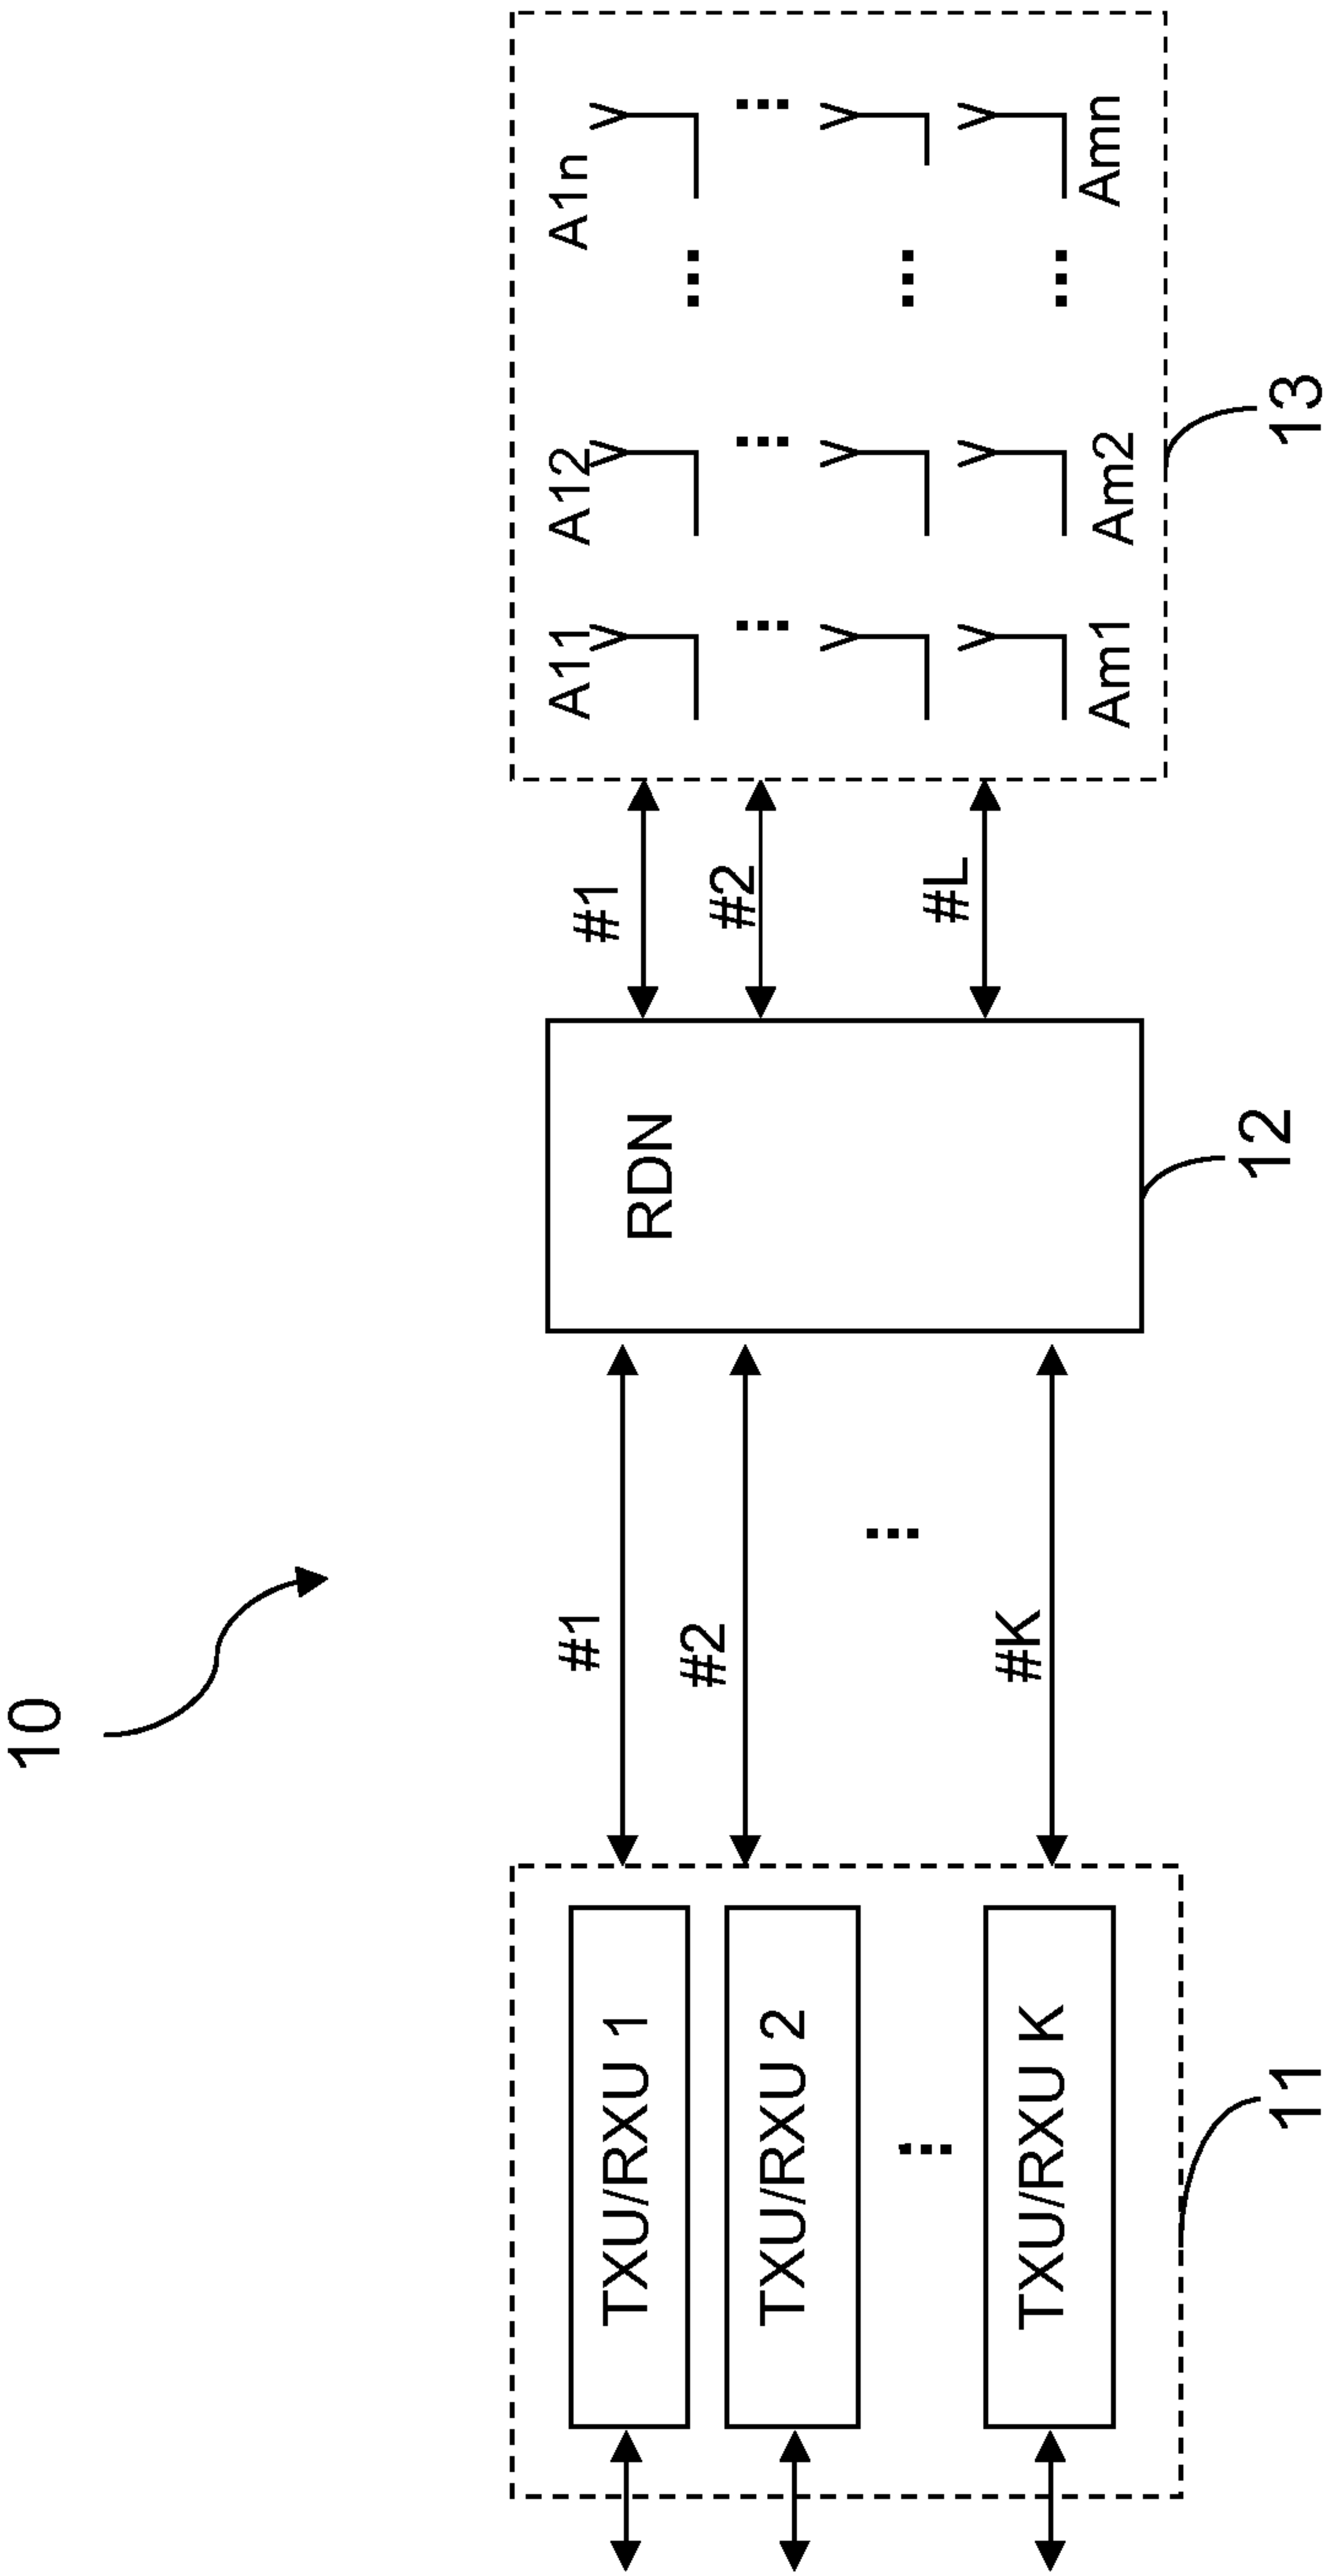 10
TXU/RXU 1
TXU/RXU 2
⋮
TXU/RXU K
11
#1
#2
⋮
#K
RDN
12
#1
#2
#L
A11 A12 A1n
⋮ ⋮ ⋮
... ... ...
Am1 Am2 Amn
13